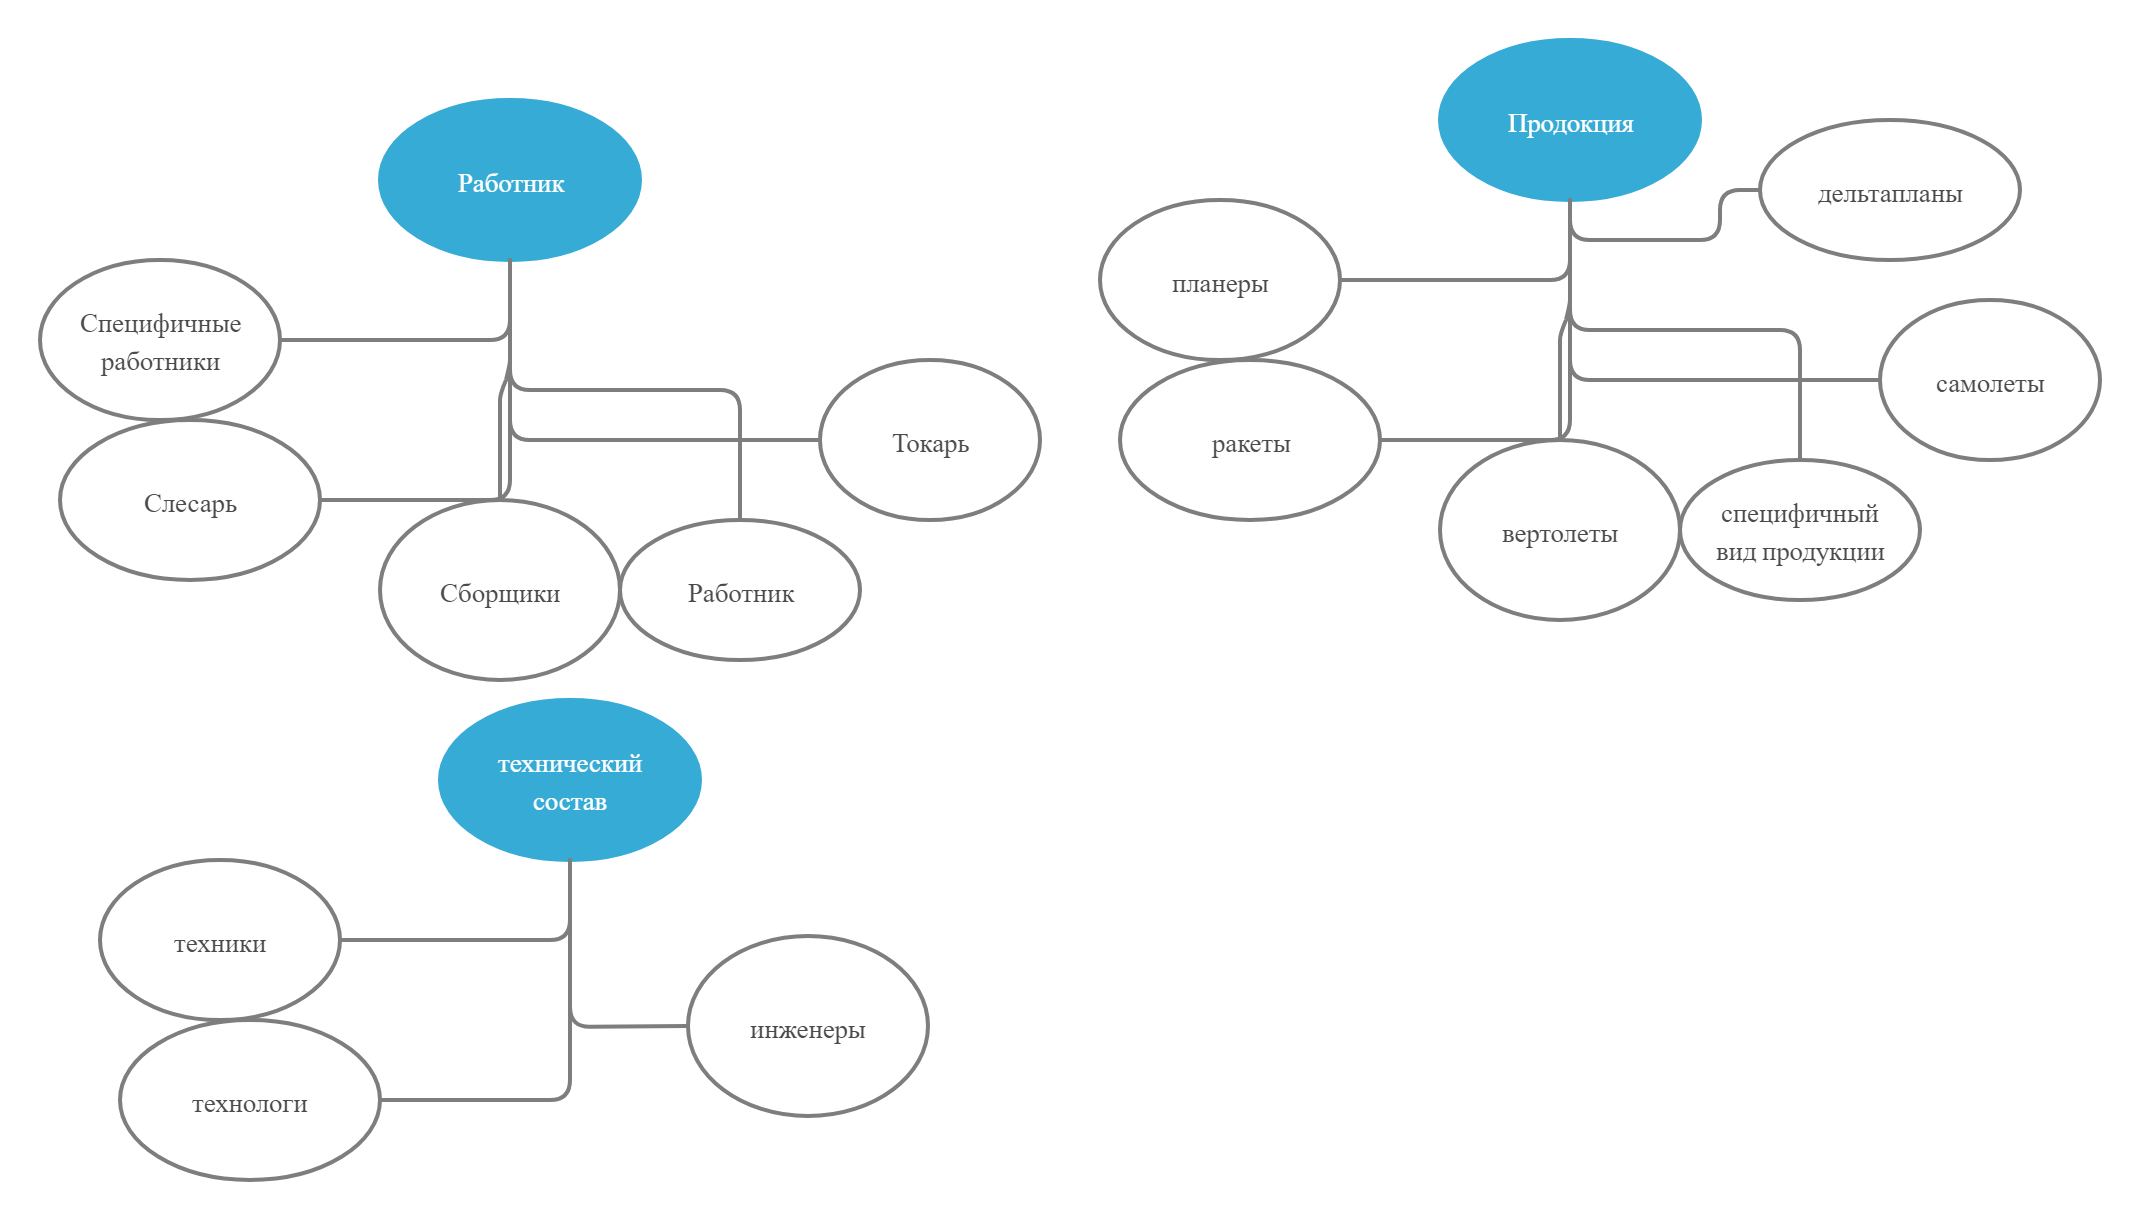 Работник
Специфичные
работники
Слесарь
Сборщики
Работник
Токарь
Продокция
дельтапланы
планеры
самолеты
ракеты
вертолеты
специфичный
вид продукции
технический
состав
техники
инженеры
технологи